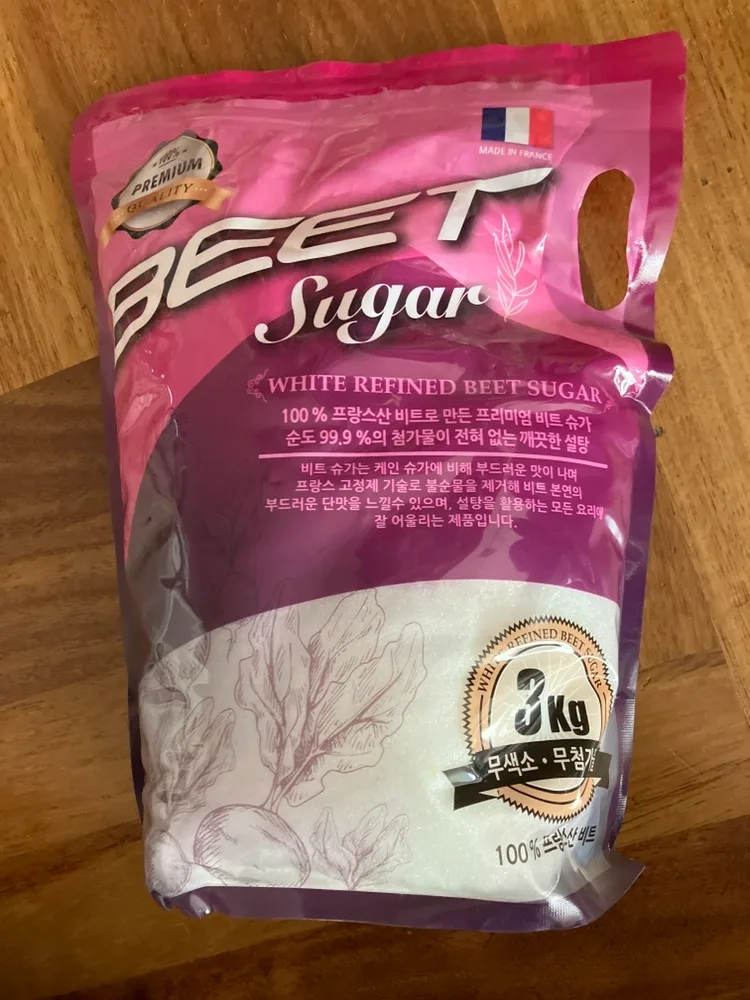 100%
PREMIUM
QUALITY
MADE IN FRANCE
BEET
Sugar
WHITE REFINED BEET SUGAR
100 % 프랑스산 비트로 만든 프리미엄 비트 슈가
순도 99.9 %의 첨가물이 전혀 없는 깨끗한 설탕
비트 슈가는 케인 슈가에 비해 부드러운 맛이 나며
프랑스 고정제 기술로 불순물을 제거해 비트 본연의
부드러운 단맛을 느낄수 있으며, 설탕을 활용하는 모든 요리에
잘 어울리는 제품입니다.
WHITE REFINED BEET SUGAR
3Kg
무색소 · 무첨가물
100% 프랑스산 비트